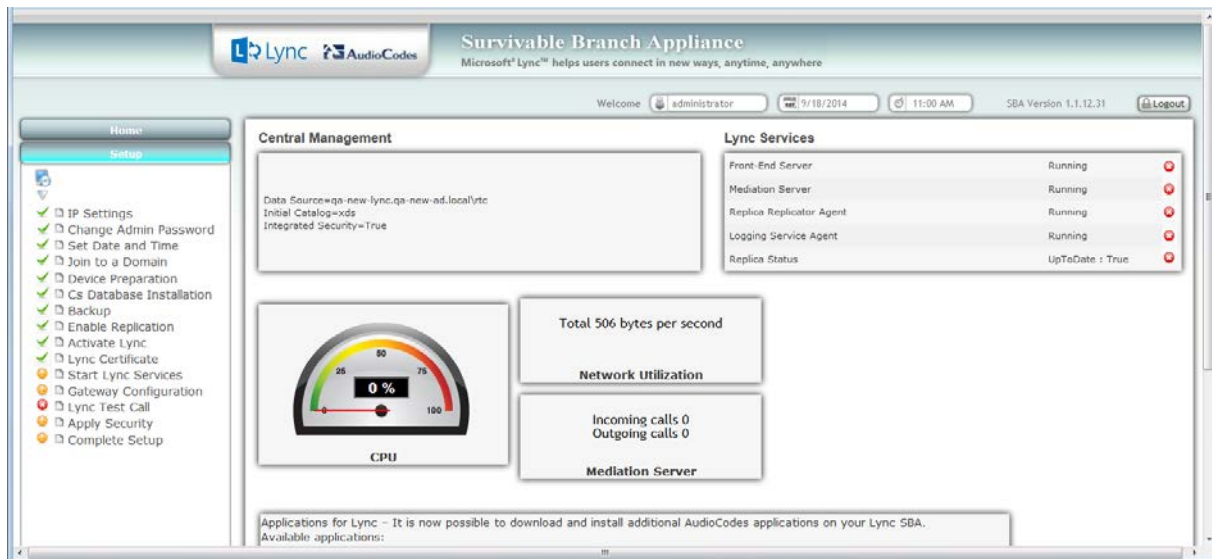 Lync AudioCodes
Survivable Branch Appliance
Microsoft® Lync™ helps users connect in new ways, anytime, anywhere
Welcome administrator 9/18/2014 11:00 AM SBA Version 1.1.12.31 Logout
Home
Setup
IP Settings
Change Admin Password
Set Date and Time
Join to a Domain
Device Preparation
Cs Database Installation
Backup
Enable Replication
Activate Lync
Lync Certificate
Start Lync Services
Gateway Configuration
Lync Test Call
Apply Security
Complete Setup
Central Management
Data Source=qa-new-lync.qa-new-ad.local\rtc
Initial Catalog=xds
Integrated Security=True
Lync Services
Front-End Server Running
Mediation Server Running
Replica Replicator Agent Running
Logging Service Agent Running
Replica Status UpToDate : True
0 25 50 75 100
0 %
CPU
Total 506 bytes per second
Network Utilization
Incoming calls 0
Outgoing calls 0
Mediation Server
Applications for Lync - It is now possible to download and install additional AudioCodes applications on your Lync SBA.
Available applications: